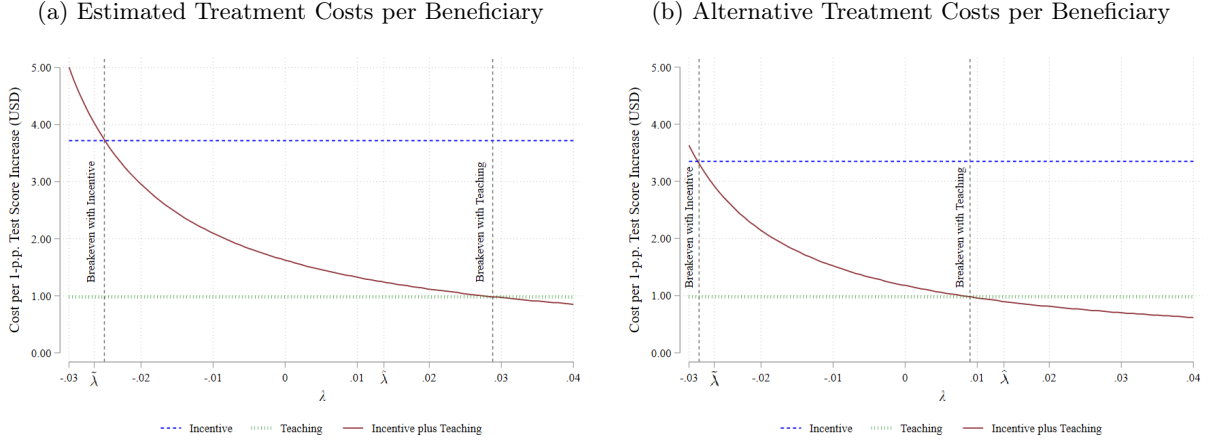 (a) Estimated Treatment Costs per Beneficiary
Cost per 1-p.p. Test Score Increase (USD)
5.00
4.00
3.00
2.00
1.00
0.00
Breakeven with Incentive
Breakeven with Teaching
-.03 λ̃ -.02 -.01 0 .01 λ̂ .02 .03 .04
λ
Incentive Teaching Incentive plus Teaching
(b) Alternative Treatment Costs per Beneficiary
Cost per 1-p.p. Test Score Increase (USD)
5.00
4.00
3.00
2.00
1.00
0.00
Breakeven with Incentive
Breakeven with Teaching
-.03 λ̃ -.02 -.01 0 .01 λ̂ .02 .03 .04
λ
Incentive Teaching Incentive plus Teaching